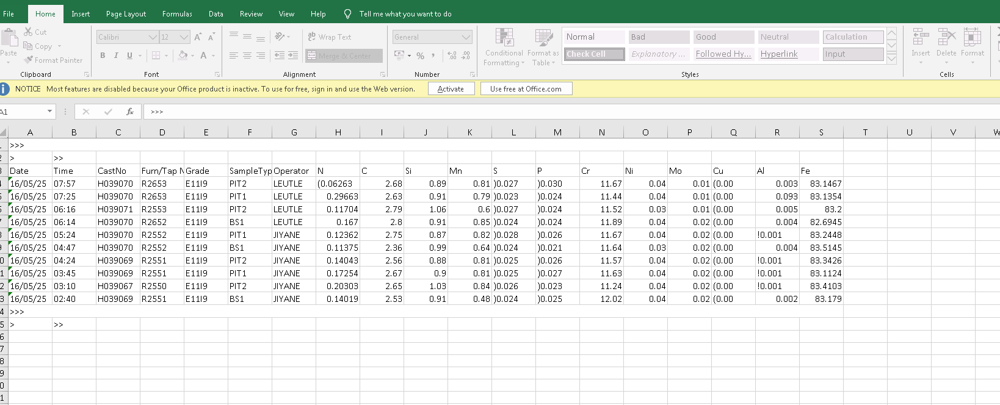 File Home Insert Page Layout Formulas Data Review View Help Tell me what you want to do
Cut
Copy
Paste
Format Painter
Clipboard
Calibri 12
B I U
Font
Wrap Text
Merge & Center
Alignment
General
Number
Conditional Formatting
Format as Table
Normal Bad Good Neutral Calculation
Check Cell Explanatory ... Followed Hy... Hyperlink Input
Styles
Insert Delete Format
Cells
NOTICE Most features are disabled because your Office product is inactive. To use for free, sign in and use the Web version. Activate Use free at Office.com
A1 fx >>>
A B C D E F G H I J K L M N O P Q R S T U V W
>>>
2 > >>
3 Date Time CastNo Furn/Tap N Grade SampleTyp Operator N C Si Mn S P Cr Ni Mo Cu Al Fe
4 16/05/25 07:57 H039070 R2653 E11I9 PIT2 LEUTLE (0.06263 2.68 0.89 0.81 )0.027 )0.030 11.67 0.04 0.01 (0.00 0.003 83.1467
5 16/05/25 07:25 H039070 R2653 E11I9 PIT1 LEUTLE 0.29663 2.63 0.91 0.79 )0.023 )0.024 11.44 0.04 0.01 (0.00 0.093 83.1354
16/05/25 06:16 H039071 R2553 E11I9 PIT2 LEUTLE 0.11704 2.79 1.06 0.6 )0.027 )0.024 11.52 0.03 0.01 (0.00 0.005 83.2
7 16/05/25 06:14 H039070 R2652 E11I9 BS1 LEUTLE 0.167 2.8 0.91 0.85 )0.024 )0.024 11.89 0.04 0.02 (0.00 0.004 82.6945
16/05/25 05:24 H039070 R2552 E11I9 PIT1 JIYANE 0.12362 2.75 0.87 0.82 )0.028 )0.026 11.67 0.04 0.02 (0.00 !0.001 83.2448
16/05/25 04:47 H039070 R2552 E11I9 BS1 JIYANE 0.11375 2.36 0.99 0.64 )0.024 )0.021 11.64 0.03 0.02 (0.00 0.004 83.5145
0 16/05/25 04:24 H039069 R2551 E11I9 PIT2 JIYANE 0.14043 2.56 0.88 0.81 )0.025 )0.026 11.57 0.04 0.02 (0.00 !0.001 83.3426
1 16/05/25 03:45 H039069 R2551 E11I9 PIT1 JIYANE 0.17254 2.67 0.9 0.81 )0.025 )0.027 11.63 0.04 0.02 (0.00 !0.001 83.1124
2 16/05/25 03:10 H039067 R2550 E11I9 PIT2 JIYANE 0.20303 2.65 1.03 0.84 )0.026 )0.023 11.24 0.04 0.02 (0.00 !0.001 83.4103
3 16/05/25 02:40 H039069 R2551 E11I9 BS1 JIYANE 0.14019 2.53 0.91 0.48 )0.024 )0.025 12.02 0.04 0.02 (0.00 0.002 83.179
4 >>>
5 > >>
6
7
8
9
0
1